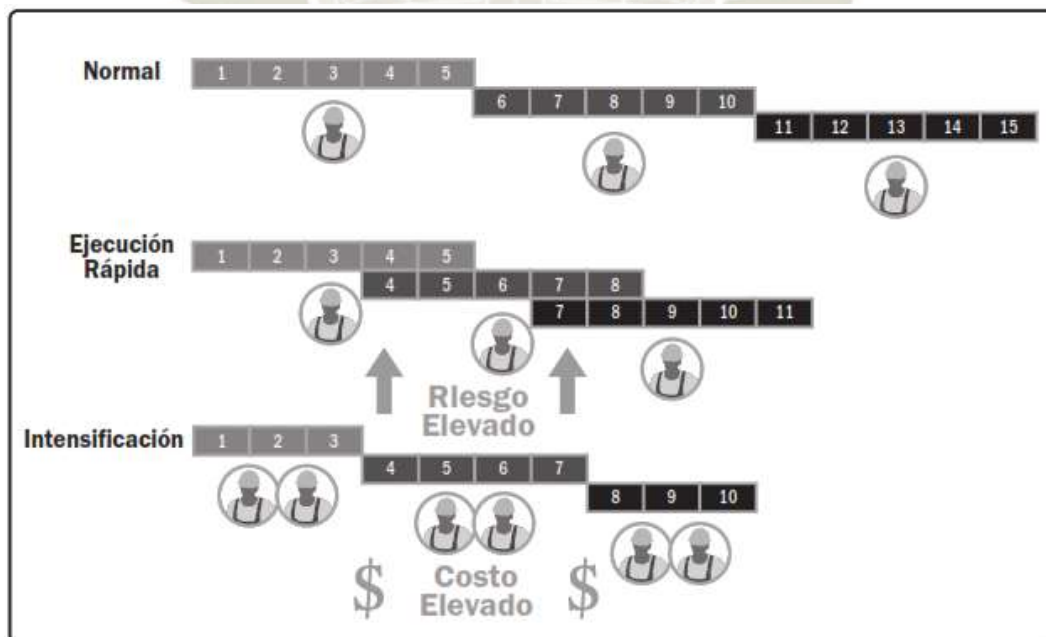 Normal
1 2 3 4 5
6 7 8 9 10
11 12 13 14 15
Ejecución
Rápida
1 2 3 4 5
4 5 6 7 8
7 8 9 10 11
RIesgo
Elevado
Intensificación
1 2 3
4 5 6 7
8 9 10
$ Costo $
Elevado